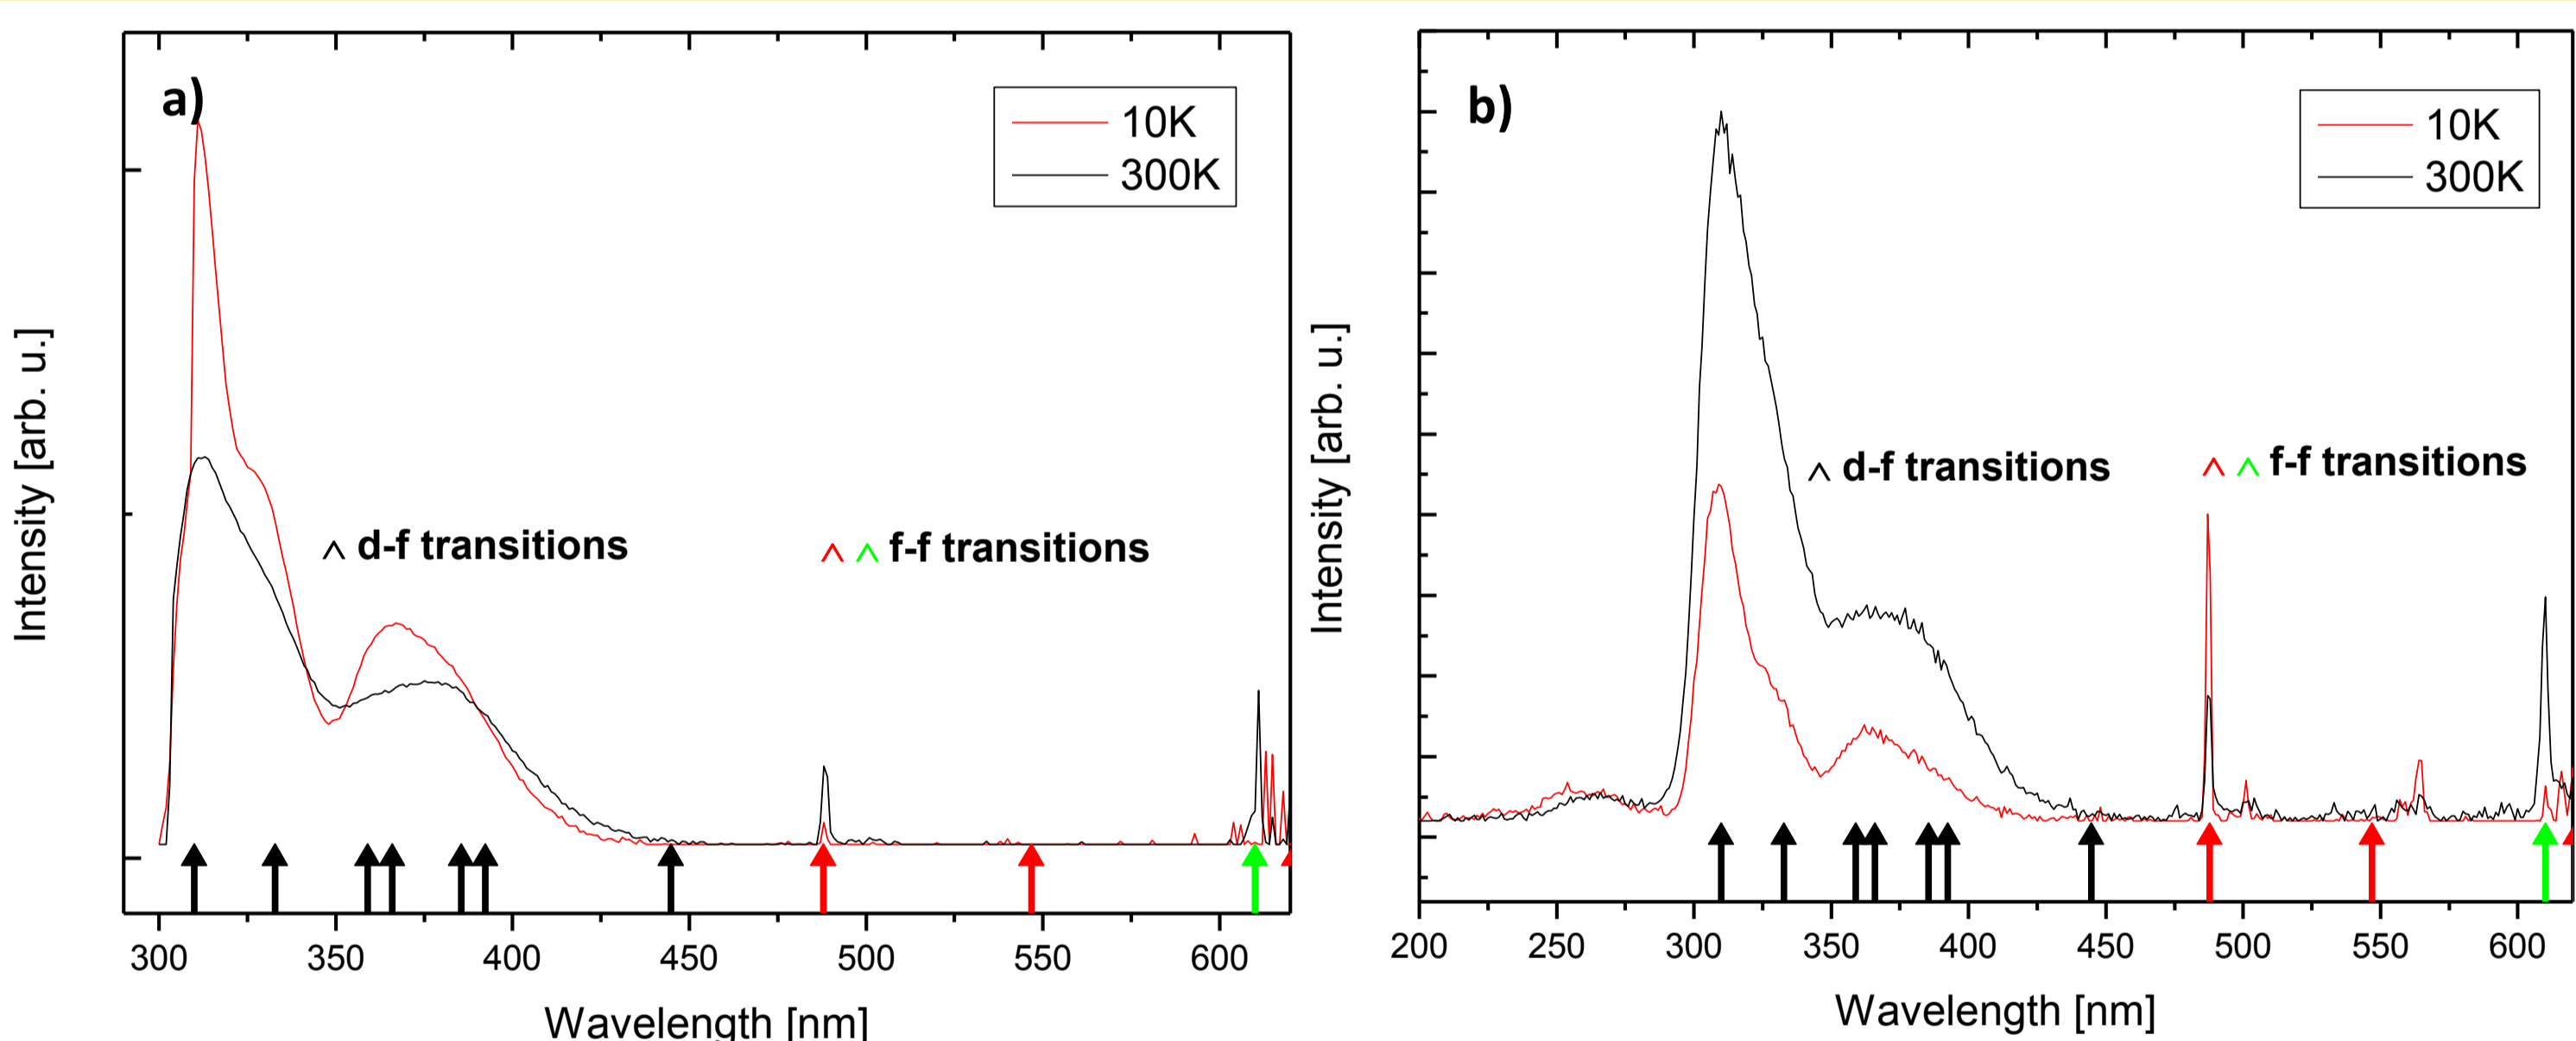 a)
10K
300K
^ d-f transitions
^ ^ f-f transitions
Intensity [arb. u.]
300 350 400 450 500 550 600
Wavelength [nm]
b)
10K
300K
^ d-f transitions
^ ^ f-f transitions
Intensity [arb. u.]
200 250 300 350 400 450 500 550 600
Wavelength [nm]